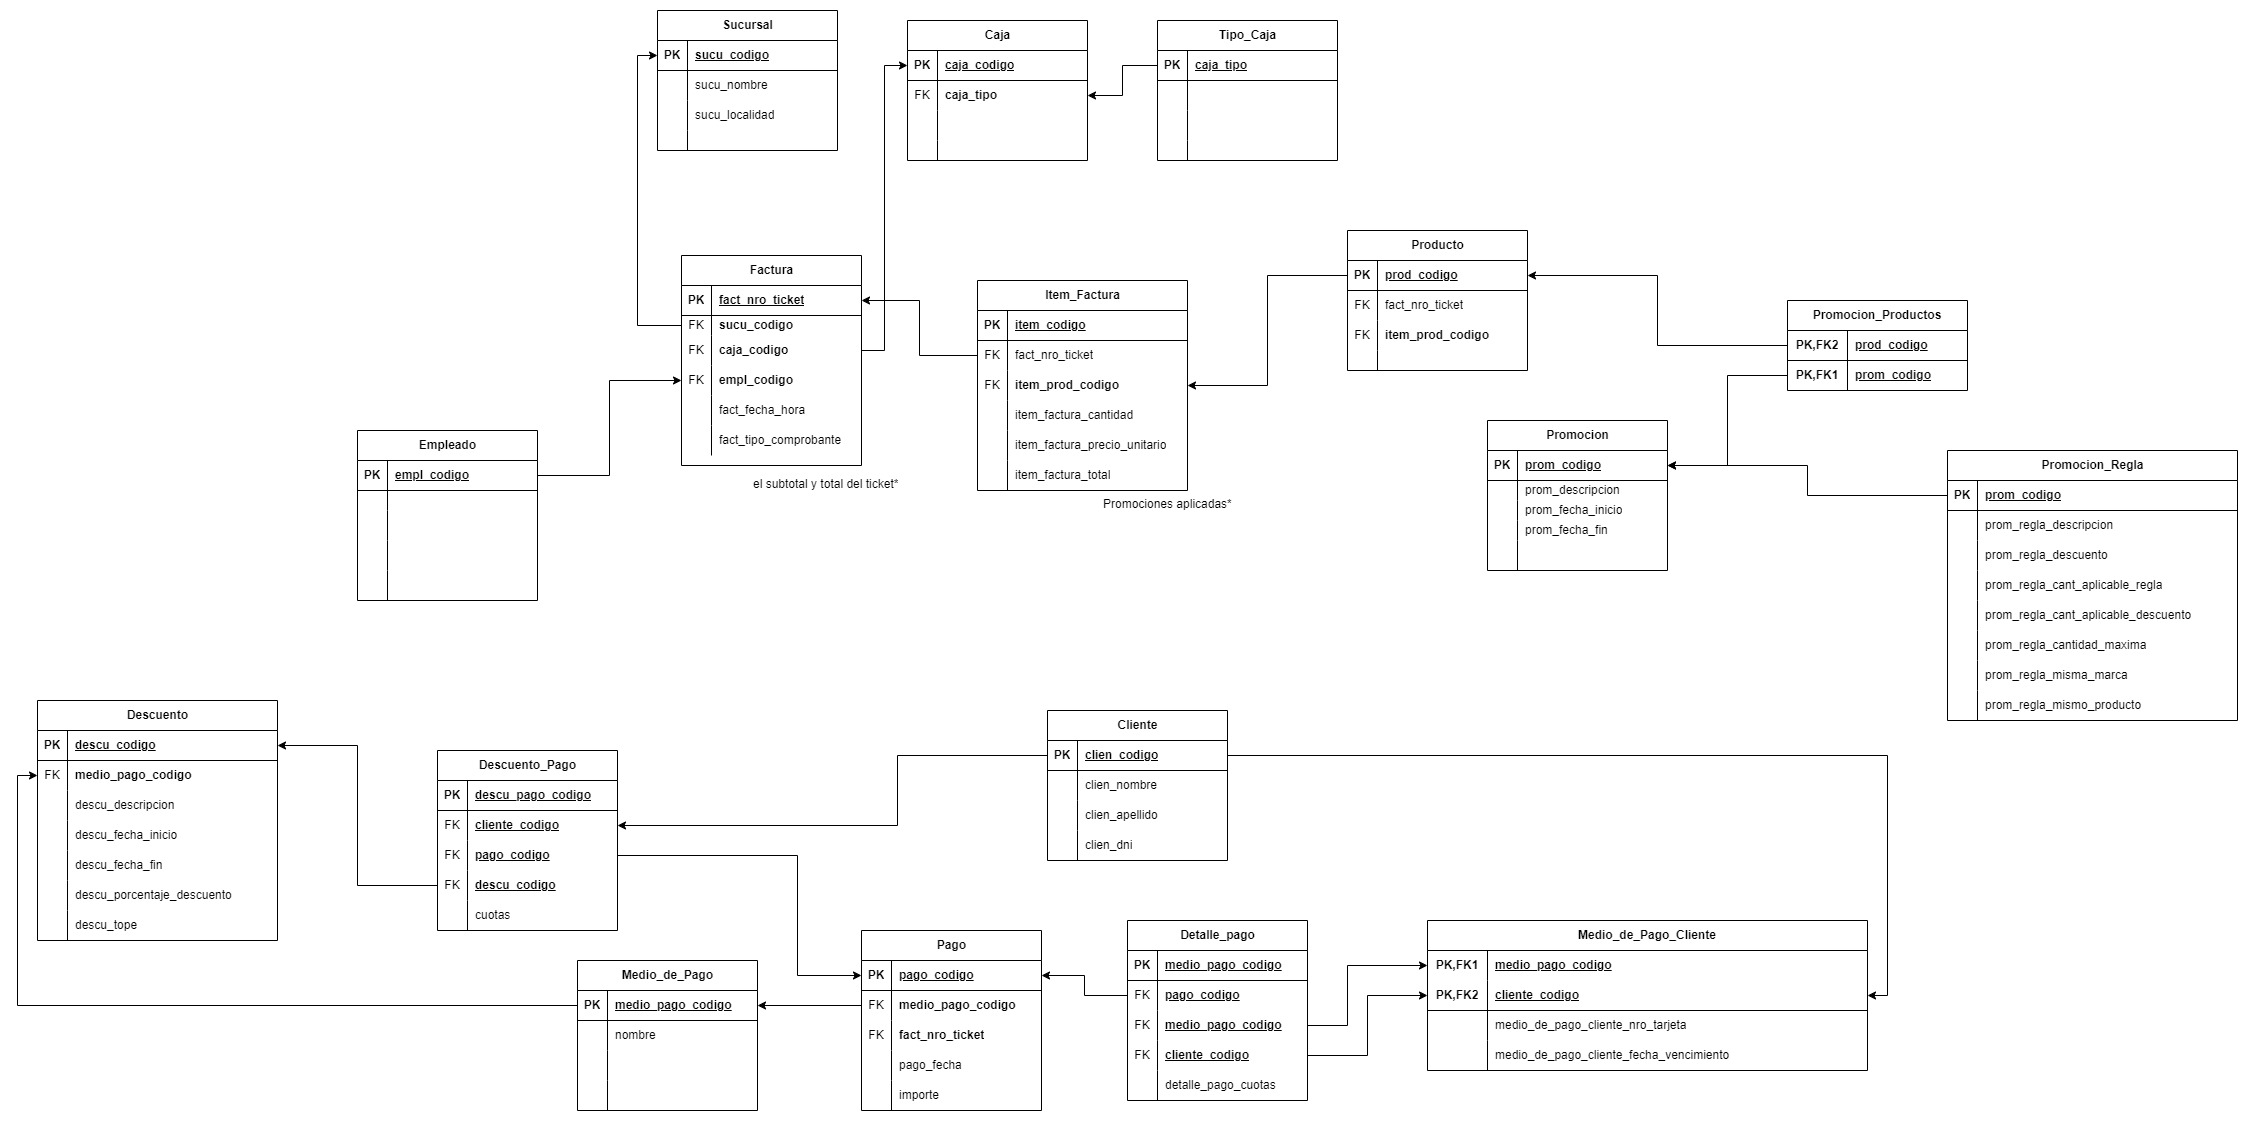 Sucursal
PK sucu_codigo
sucu_nombre
sucu_localidad
Caja
PK caja_codigo
FK caja_tipo
Tipo_Caja
PK caja_tipo
Factura
PK fact_nro_ticket
FK sucu_codigo
FK caja_codigo
FK empl_codigo
fact_fecha_hora
fact_tipo_comprobante
el subtotal y total del ticket*
Item_Factura
PK item_codigo
FK fact_nro_ticket
FK item_prod_codigo
item_factura_cantidad
item_factura_precio_unitario
item_factura_total
Promociones aplicadas*
Producto
PK prod_codigo
FK fact_nro_ticket
FK item_prod_codigo
Promocion_Productos
PK,FK2 prod_codigo
PK,FK1 prom_codigo
Empleado
PK empl_codigo
Promocion
PK prom_codigo
prom_descripcion
prom_fecha_inicio
prom_fecha_fin
Promocion_Regla
PK prom_codigo
prom_regla_descripcion
prom_regla_descuento
prom_regla_cant_aplicable_regla
prom_regla_cant_aplicable_descuento
prom_regla_cantidad_maxima
prom_regla_misma_marca
prom_regla_mismo_producto
Descuento
PK descu_codigo
FK medio_pago_codigo
descu_descripcion
descu_fecha_inicio
descu_fecha_fin
descu_porcentaje_descuento
descu_tope
Descuento_Pago
PK descu_pago_codigo
FK cliente_codigo
FK pago_codigo
FK descu_codigo
cuotas
Cliente
PK clien_codigo
clien_nombre
clien_apellido
clien_dni
Medio_de_Pago
PK medio_pago_codigo
nombre
Pago
PK pago_codigo
FK medio_pago_codigo
FK fact_nro_ticket
pago_fecha
importe
Detalle_pago
PK medio_pago_codigo
FK pago_codigo
FK medio_pago_codigo
FK cliente_codigo
detalle_pago_cuotas
Medio_de_Pago_Cliente
PK,FK1 medio_pago_codigo
PK,FK2 cliente_codigo
medio_de_pago_cliente_nro_tarjeta
medio_de_pago_cliente_fecha_vencimiento